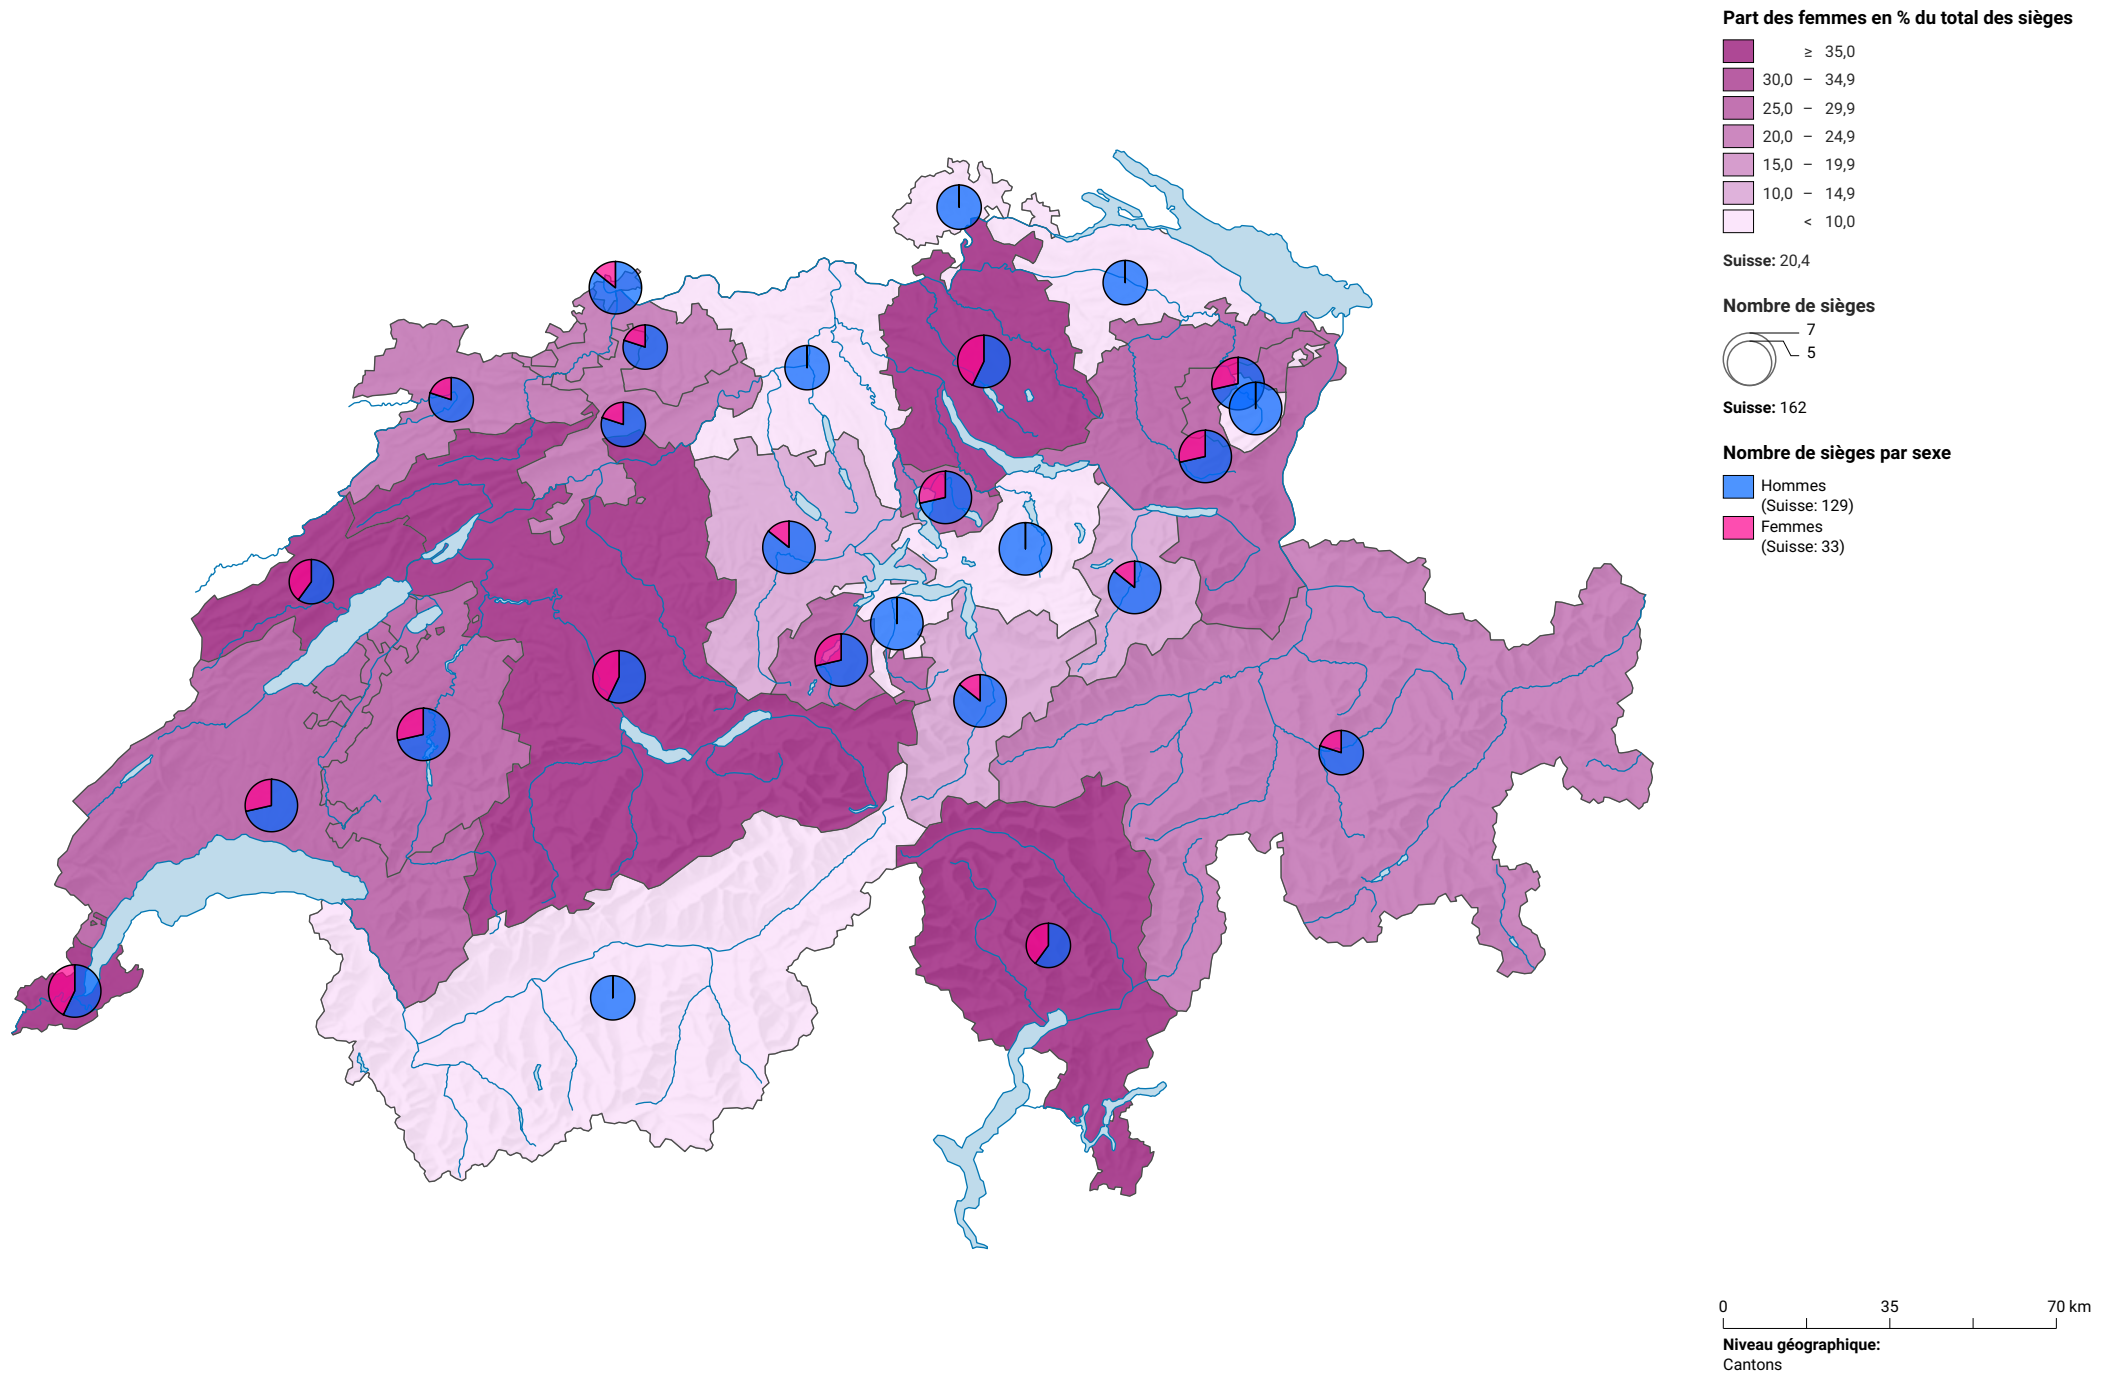 Part des femmes en % du total des sièges
≥ 35,0
30,0 – 34,9
25,0 – 29,9
20,0 – 24,9
15,0 – 19,9
10,0 – 14,9
< 10,0
Suisse: 20,4
Nombre de sièges
7
5
Suisse: 162
Nombre de sièges par sexe
Hommes
(Suisse: 129)
Femmes
(Suisse: 33)
0 35 70 km
Niveau géographique:
Cantons